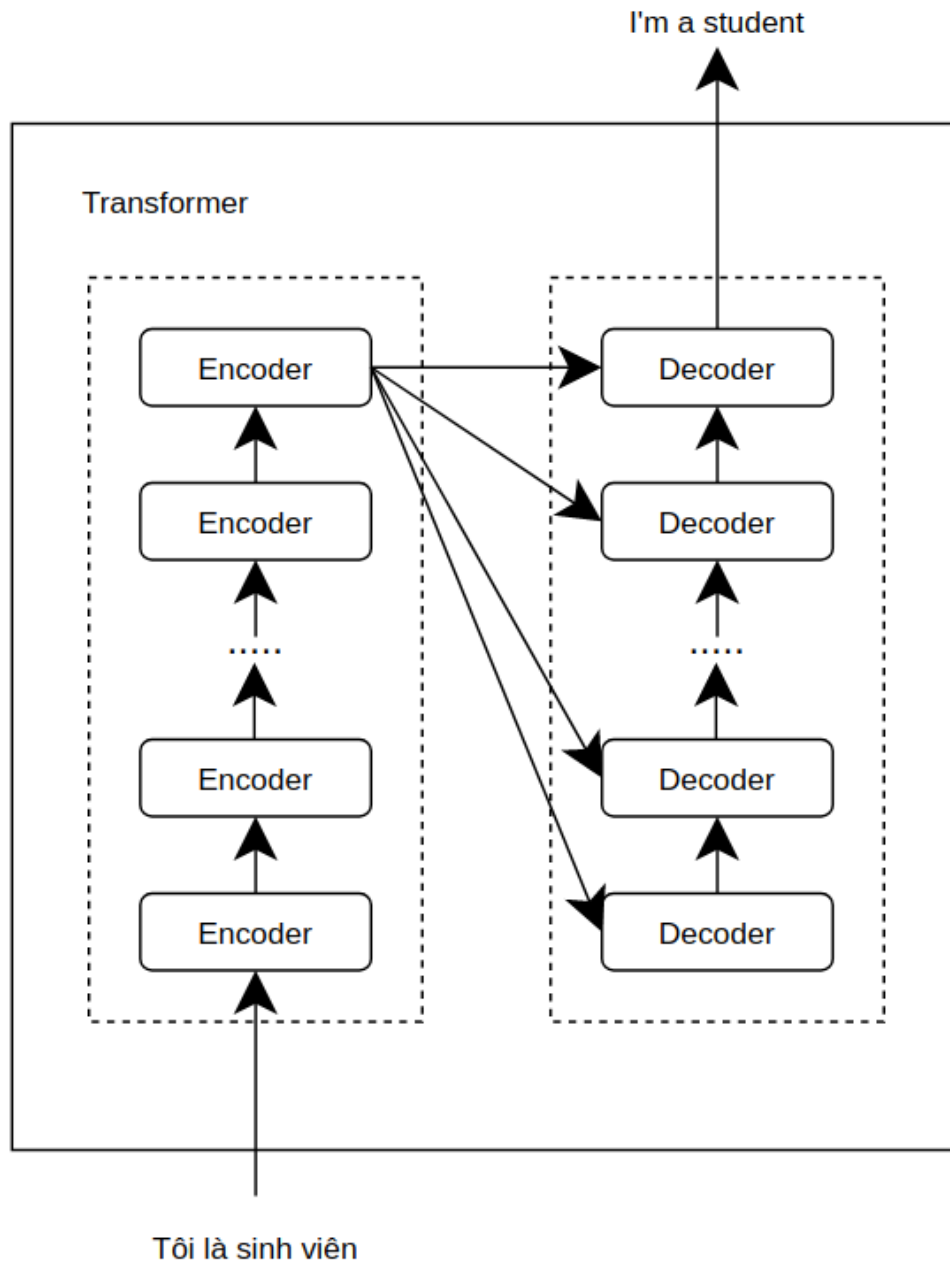 I'm a student
Transformer
Encoder
Decoder
Encoder
Decoder
.....
.....
Encoder
Decoder
Encoder
Decoder
Tôi là sinh viên